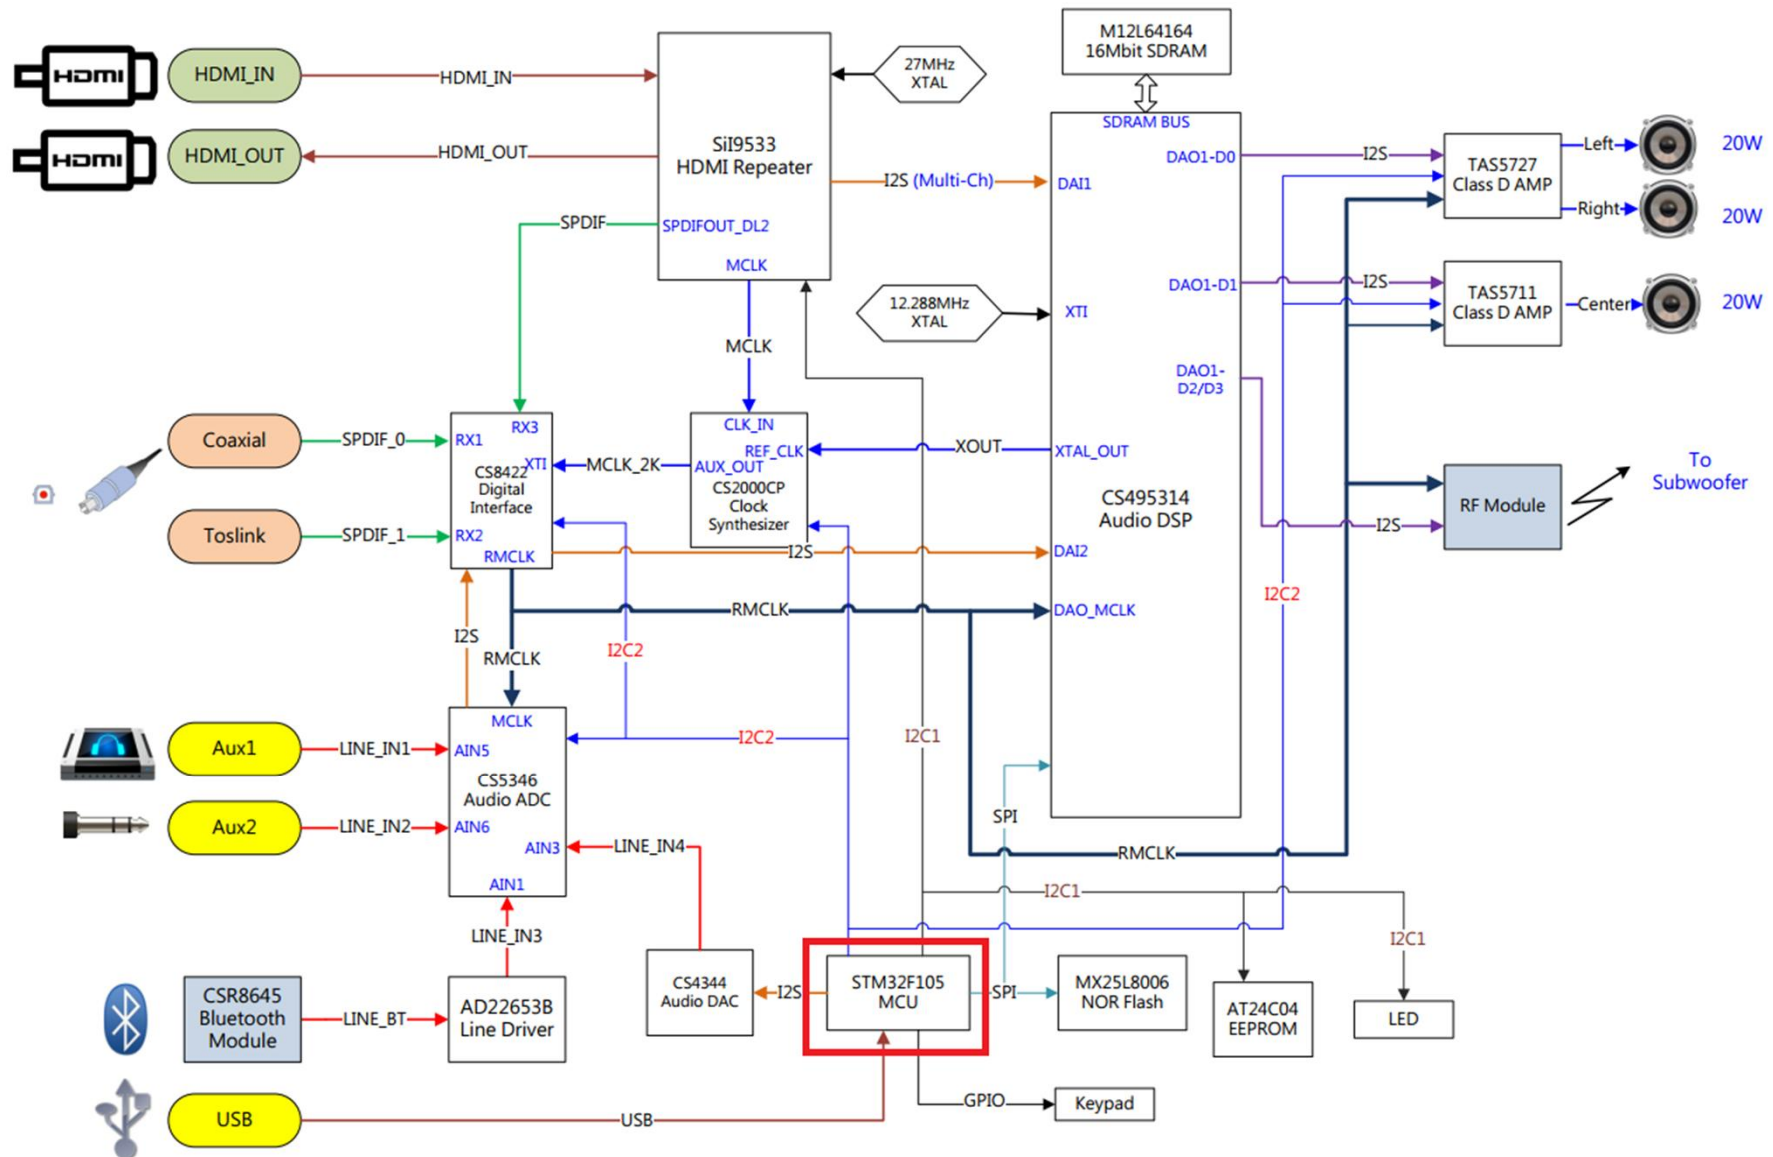 HDMI
HDMI_IN
HDMI_IN
HDMI
HDMI_OUT
HDMI_OUT
SiI9533
HDMI Repeater
SPDIFOUT_DL2
MCLK
27MHz
XTAL
M12L64164
16Mbit SDRAM
SDRAM BUS
I2S (Multi-Ch)
DAI1
DAO1-D0
I2S
TAS5727
Class D AMP
Left
20W
Right
20W
SPDIF
12.288MHz
XTAL
XTI
DAO1-D1
I2S
TAS5711
Class D AMP
Center
20W
MCLK
DAO1-
D2/D3
Coaxial
SPDIF_0
RX1
RX3
XTI
CS8422
Digital
Interface
RX2
RMCLK
MCLK_2K
CLK_IN
REF_CLK
AUX_OUT
CS2000CP
Clock
Synthesizer
XOUT
XTAL_OUT
CS495314
Audio DSP
RF Module
To
Subwoofer
I2S
Toslink
SPDIF_1
I2S
DAI2
I2C2
RMCLK
DAO_MCLK
I2S
RMCLK
I2C2
MCLK
Aux1
LINE_IN1
AIN5
CS5346
Audio ADC
I2C2
I2C1
Aux2
LINE_IN2
AIN6
AIN3
LINE_IN4
AIN1
SPI
RMCLK
I2C1
LINE_IN3
I2C1
CSR8645
Bluetooth
Module
LINE_BT
AD22653B
Line Driver
CS4344
Audio DAC
I2S
STM32F105
MCU
SPI
MX25L8006
NOR Flash
AT24C04
EEPROM
LED
USB
USB
GPIO
Keypad